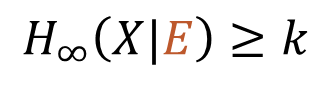 H∞(X|E) ≥ k